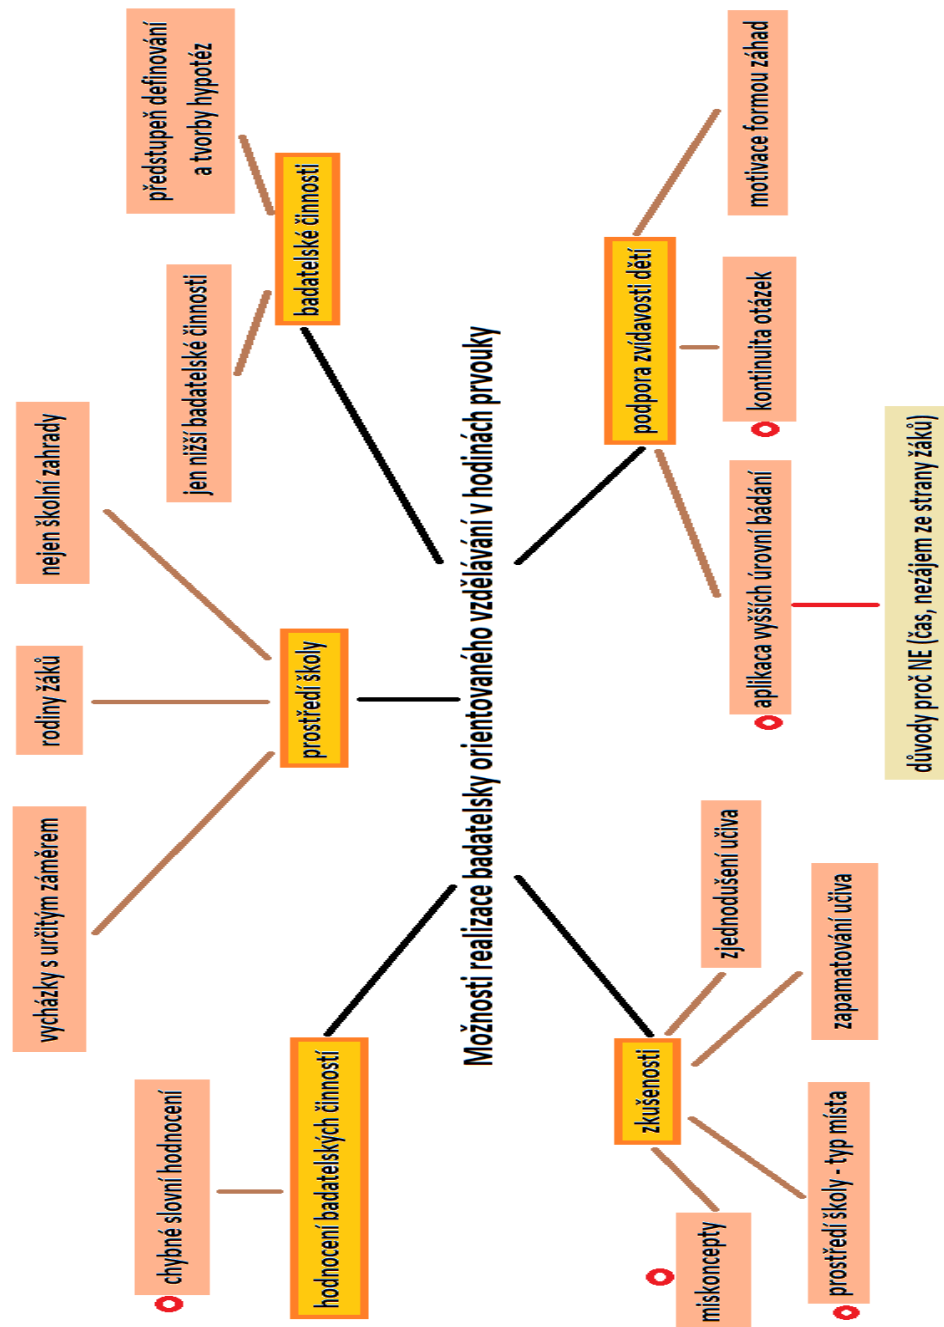 vycházky s určitým záměrem
rodiny žáků
nejen školní zahrady
chybné slovní hodnocení
jen nižší badatelské činnosti
předstupeň definování
a tvorby hypotéz
hodnocení badatelských činností
prostředí školy
badatelské činnosti
Možnosti realizace badatelsky orientovaného vzdělávání v hodinách prvouky
zkušenosti
podpora zvídavosti dětí
miskoncepty
zjednodušení učiva
aplikaca vyšších úrovní bádání
kontinuita otázek
motivace formou záhad
prostředí školy - typ místa
zapamatování učiva
důvody proč NE (čas, nezájem ze strany žáků)